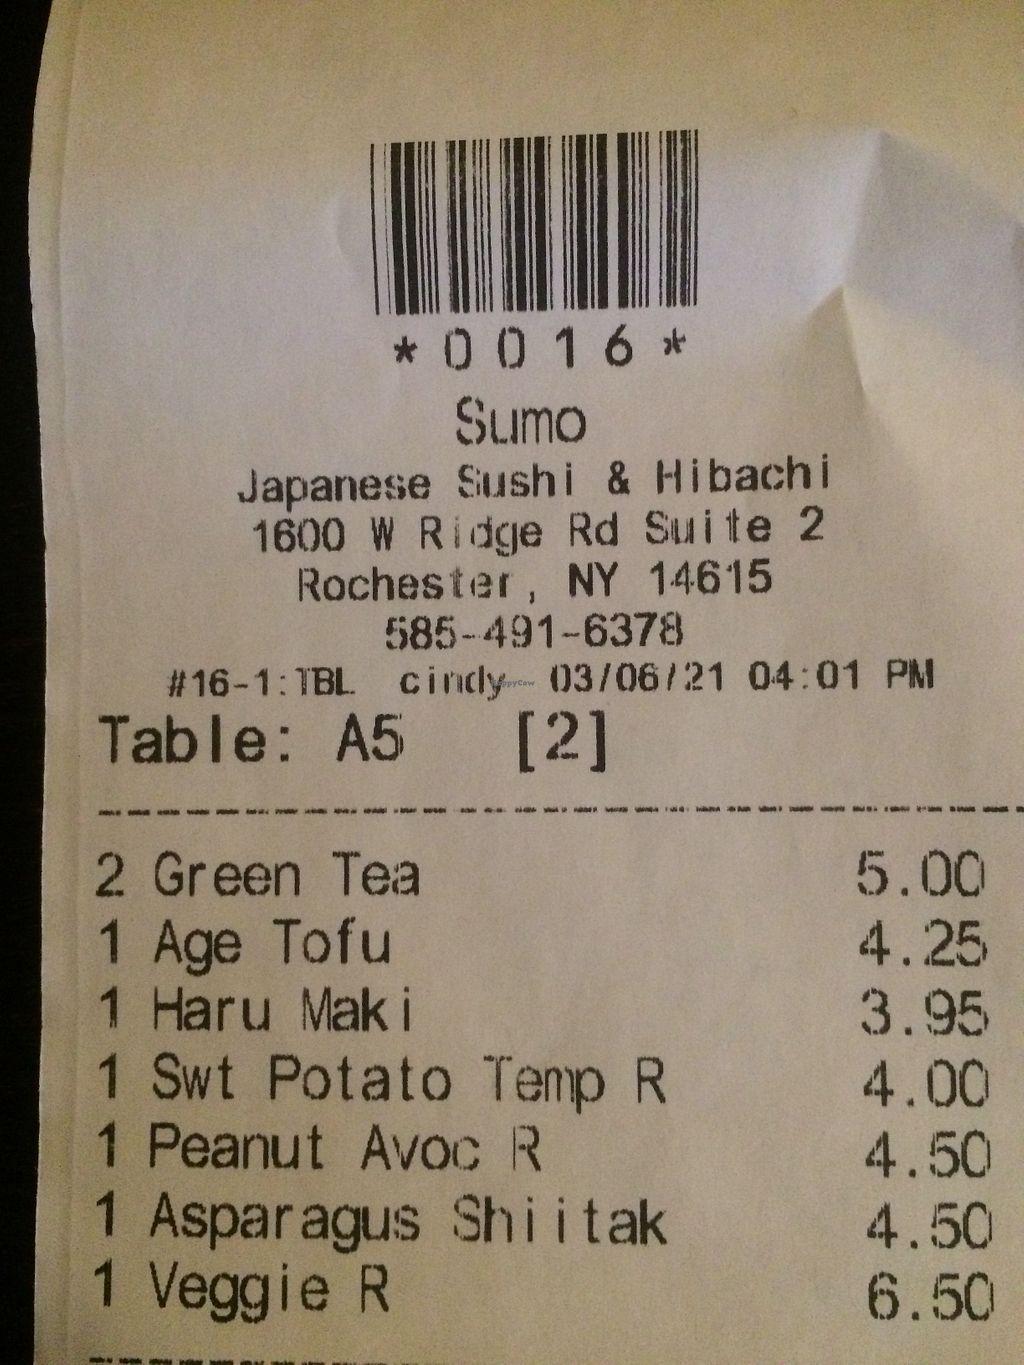 *0016*
Sumo
Japanese Sushi & Hibachi
1600 W Ridge Rd Suite 2
Rochester, NY 14615
585-491-6378
#16-1:TBL cindy 03/06/21 04:01 PM
HappyCow
Table: A5 [2]
2 Green Tea 5.00
1 Age Tofu 4.25
1 Haru Maki 3.95
1 Swt Potato Temp R 4.00
1 Peanut Avoc R 4.50
1 Asparagus Shiitak 4.50
1 Veggie R 6.50